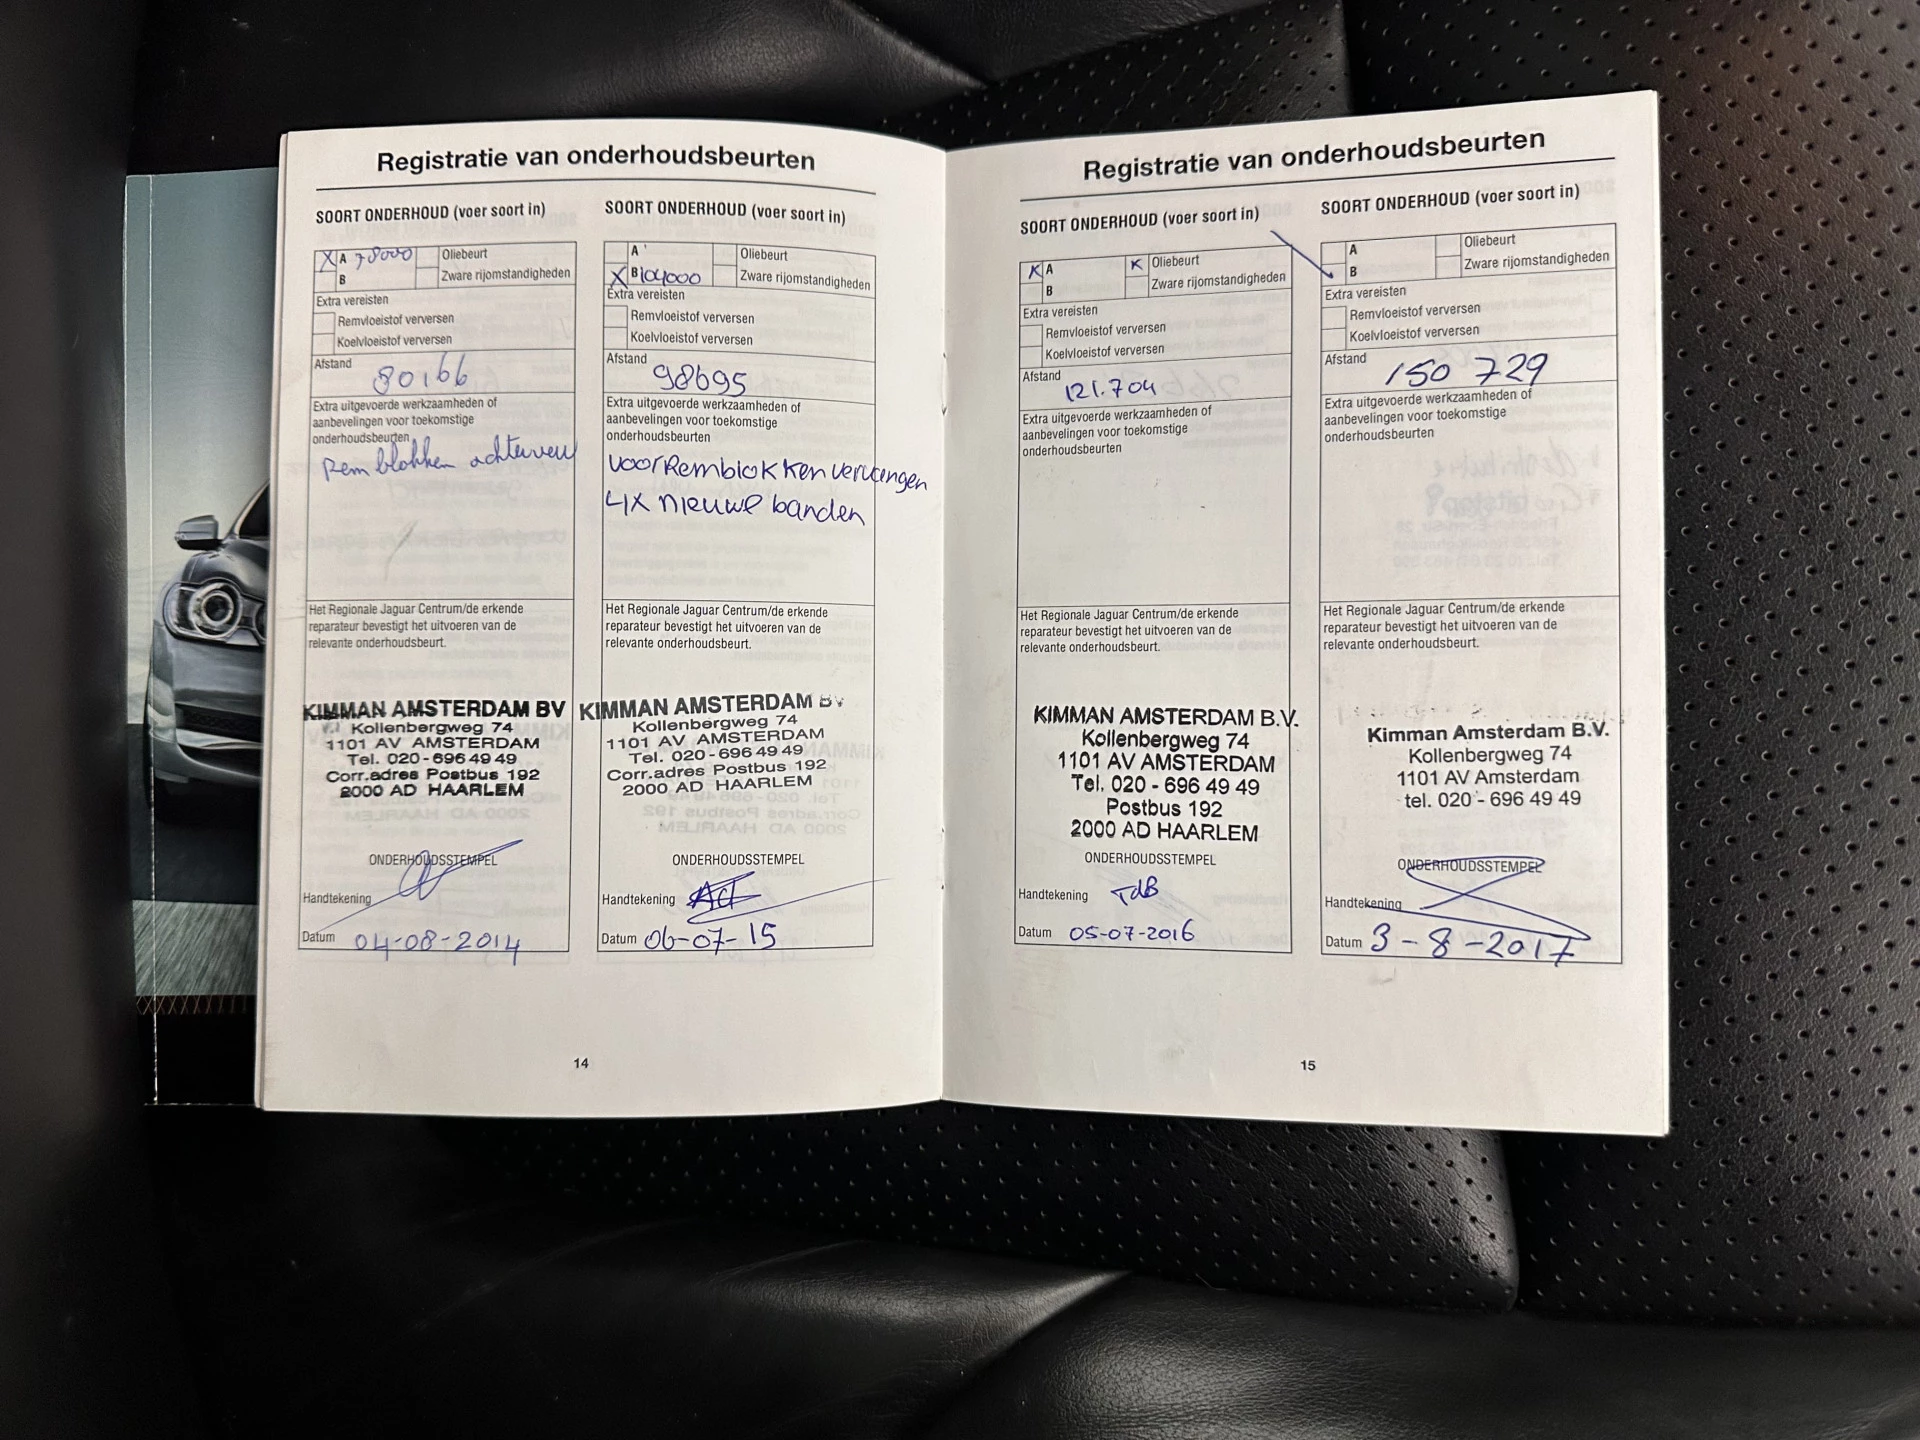 Registratie van onderhoudsbeurten
SOORT ONDERHOUD (voer soort in)
X A 78000 Oliebeurt
B Zware rijomstandigheden
Extra vereisten
Remvloeistof verversen
Koelvloeistof verversen
Afstand
80166
Extra uitgevoerde werkzaamheden of
aanbevelingen voor toekomstige
onderhoudsbeurten
Remblokken
Het Regionale Jaguar Centrum/de erkende
reparateur bevestigt het uitvoeren van de
relevante onderhoudsbeurt.
KIMMAN AMSTERDAM BV
Kollenbergweg 74
1101 AV AMSTERDAM
Tel. 020-696 49 49
Corr.adres Postbus 192
2000 AD HAARLEM
ONDERHOUDSSTEMPEL
Handtekening
Datum 04-08-2014
SOORT ONDERHOUD (voer soort in)
A Oliebeurt
X B 104000 Zware rijomstandigheden
Extra vereisten
Remvloeistof verversen
Koelvloeistof verversen
Afstand
98695
Extra uitgevoerde werkzaamheden of
aanbevelingen voor toekomstige
onderhoudsbeurten
voorRemblokken vervangen
4x nieuwe banden
Het Regionale Jaguar Centrum/de erkende
reparateur bevestigt het uitvoeren van de
relevante onderhoudsbeurt.
KIMMAN AMSTERDAM BV
Kollenbergweg 74
1101 AV AMSTERDAM
Tel. 020-696 49 49
Corr.adres Postbus 192
2000 AD HAARLEM
ONDERHOUDSSTEMPEL
Handtekening
Datum 06-07-15
14
Registratie van onderhoudsbeurten
SOORT ONDERHOUD (voer soort in)
X A X Oliebeurt
B Zware rijomstandigheden
Extra vereisten
Remvloeistof verversen
Koelvloeistof verversen
Afstand
121.704
Extra uitgevoerde werkzaamheden of
aanbevelingen voor toekomstige
onderhoudsbeurten
Het Regionale Jaguar Centrum/de erkende
reparateur bevestigt het uitvoeren van de
relevante onderhoudsbeurt.
KIMMAN AMSTERDAM B.V.
Kollenbergweg 74
1101 AV AMSTERDAM
Tel. 020 - 696 49 49
Postbus 192
2000 AD HAARLEM
ONDERHOUDSSTEMPEL
Handtekening TdB
Datum 05-07-2016
SOORT ONDERHOUD (voer soort in)
A Oliebeurt
B Zware rijomstandigheden
Extra vereisten
Remvloeistof verversen
Koelvloeistof verversen
Afstand
150 729
Extra uitgevoerde werkzaamheden of
aanbevelingen voor toekomstige
onderhoudsbeurten
Het Regionale Jaguar Centrum/de erkende
reparateur bevestigt het uitvoeren van de
relevante onderhoudsbeurt.
Kimman Amsterdam B.V.
Kollenbergweg 74
1101 AV Amsterdam
tel. 020 - 696 49 49
ONDERHOUDSSTEMPEL
Handtekening
Datum 3-8-2017
15